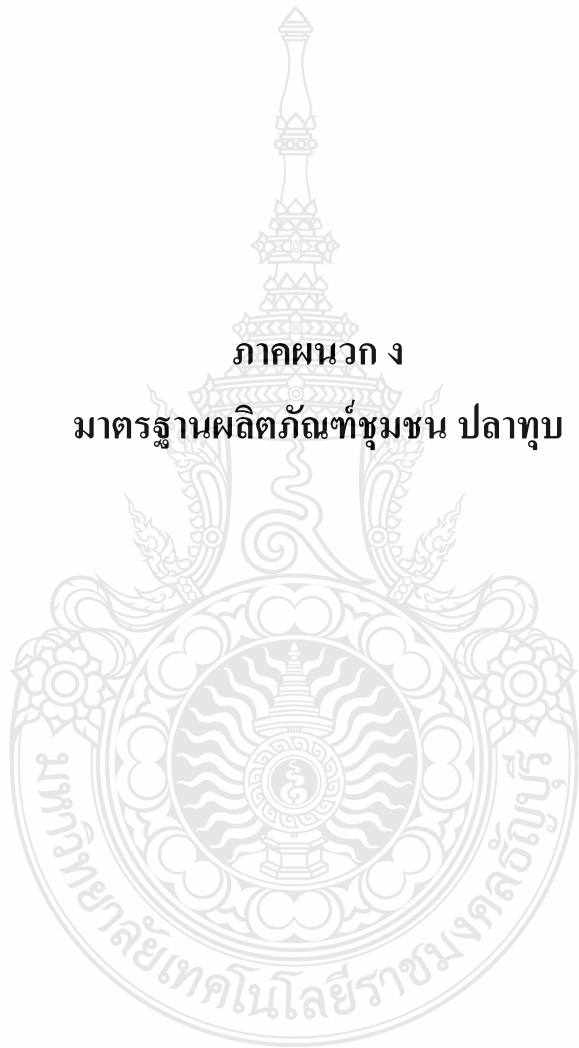 ภาคผนวก ง
มาตรฐานผลิตภัณฑ์ชุมชน ปลาทุบ
มหาวิทยาลัยเทคโนโลยีราชมงคลธัญบุรี